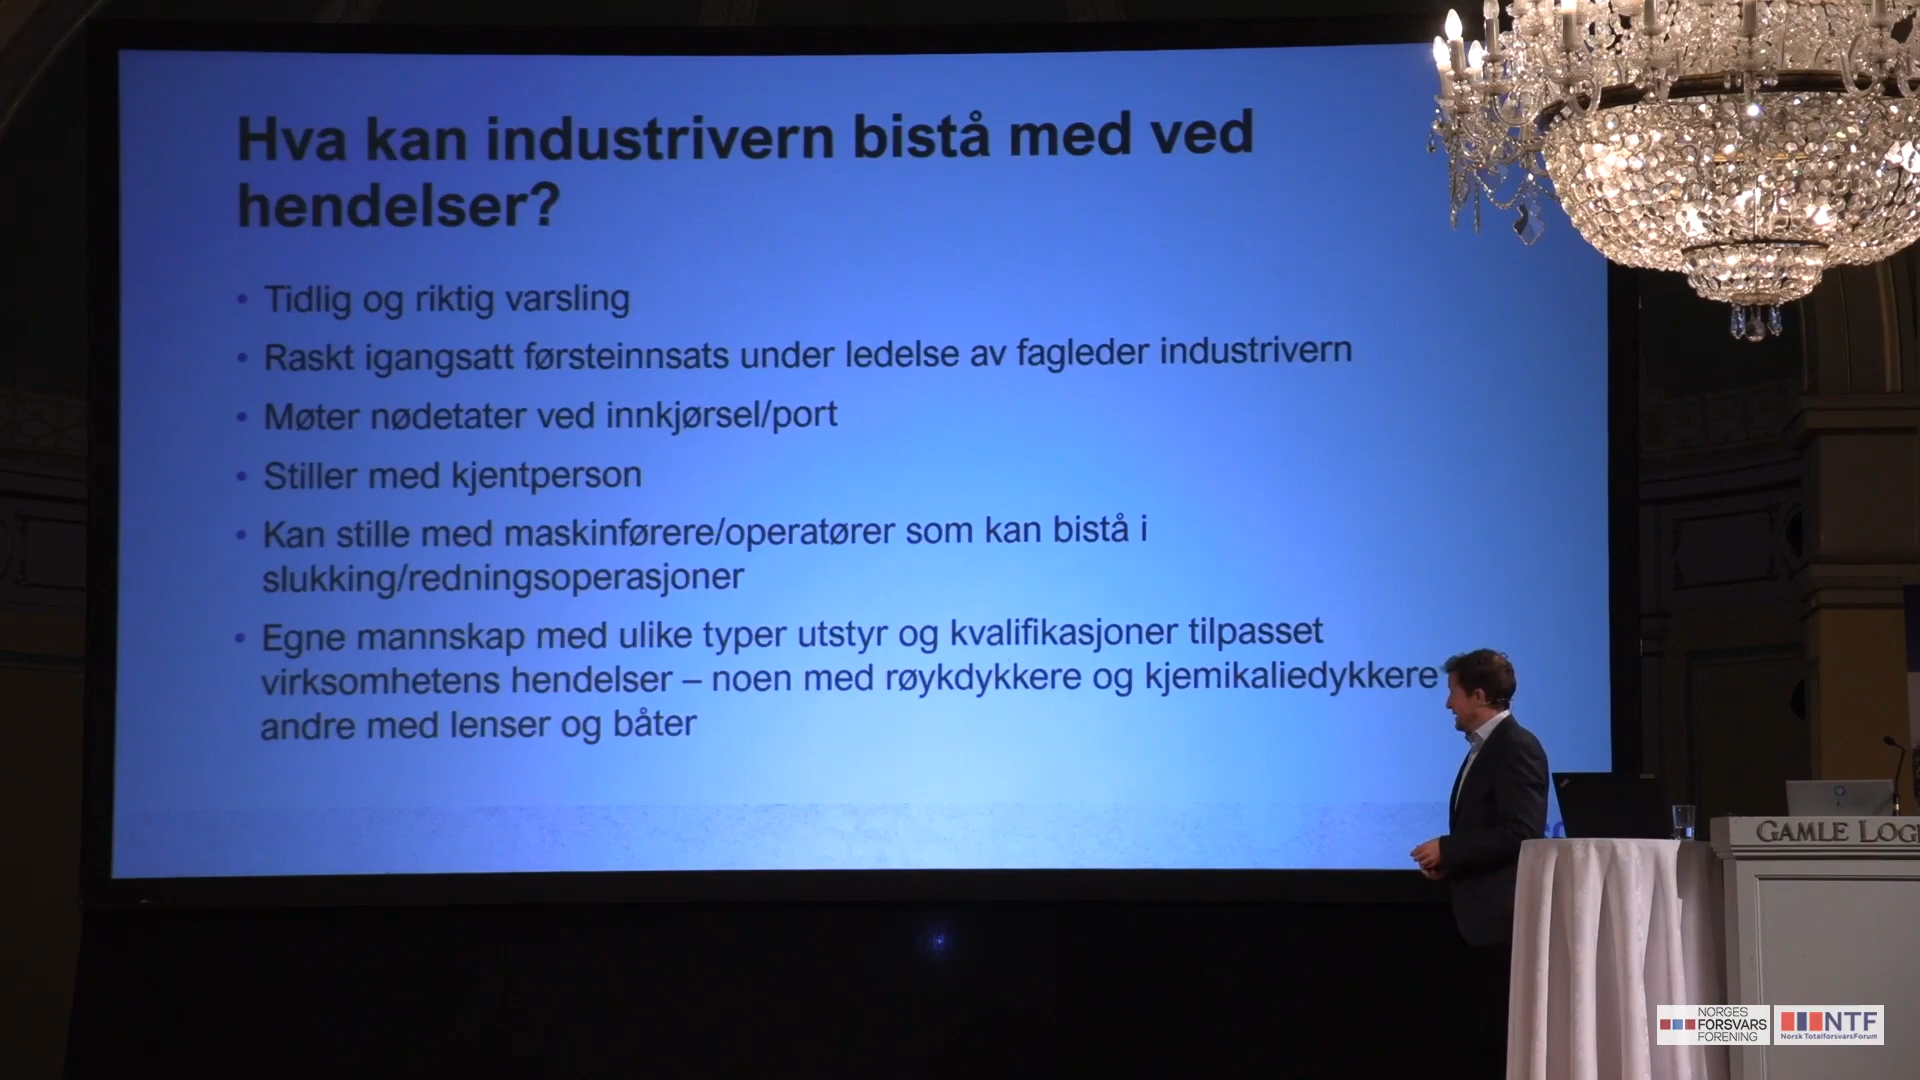 Hva kan industrivern bistå med ved
hendelser?
• Tidlig og riktig varsling
• Raskt igangsatt førsteinnsats under ledelse av fagleder industrivern
• Møter nødetater ved innkjørsel/port
• Stiller med kjentperson
• Kan stille med maskinførere/operatører som kan bistå i
slukking/redningsoperasjoner
• Egne mannskap med ulike typer utstyr og kvalifikasjoner tilpasset
virksomhetens hendelser – noen med røykdykkere og kjemikaliedykkere
andre med lenser og båter
GAMLE LOG
NORGES
FORSVARS
FORENING
NTF
Norsk TotalforsvarsForum